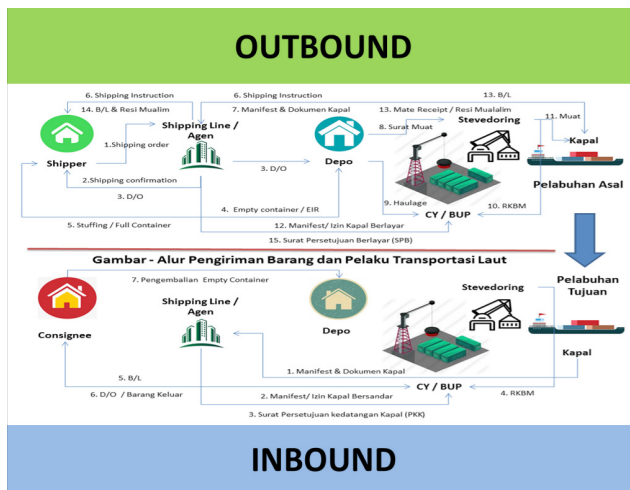 OUTBOUND
6. Shipping Instruction
6. Shipping Instruction
13. B/L
14. B/L & Resi Mualim
7. Manifest & Dokumen Kapal
13. Mate Receipt / Resi Mualalim
Shipping Line /
Agen
8. Surat Muat
Stevedoring
11. Muat
1.Shipping order
Kapal
Shipper
3. D/O
Depo
Pelabuhan Asal
2.Shipping confirmation
3. D/O
9. Haulage
10. RKBM
4. Empty container / EIR
CY / BUP
5. Stuffing / Full Container
12. Manifest/ Izin Kapal Berlayar
15. Surat Persetujuan Berlayar (SPB)
Gambar - Alur Pengiriman Barang dan Pelaku Transportasi Laut
7. Pengembalian Empty Container
Pelabuhan
Tujuan
Stevedoring
Shipping Line /
Agen
Consignee
Depo
Kapal
1. Manifest & Dokumen Kapal
5. B/L
CY / BUP
4. RKBM
6. D/O / Barang Keluar
2. Manifest/ Izin Kapal Bersandar
3. Surat Persetujuan kedatangan Kapal (PKK)
INBOUND